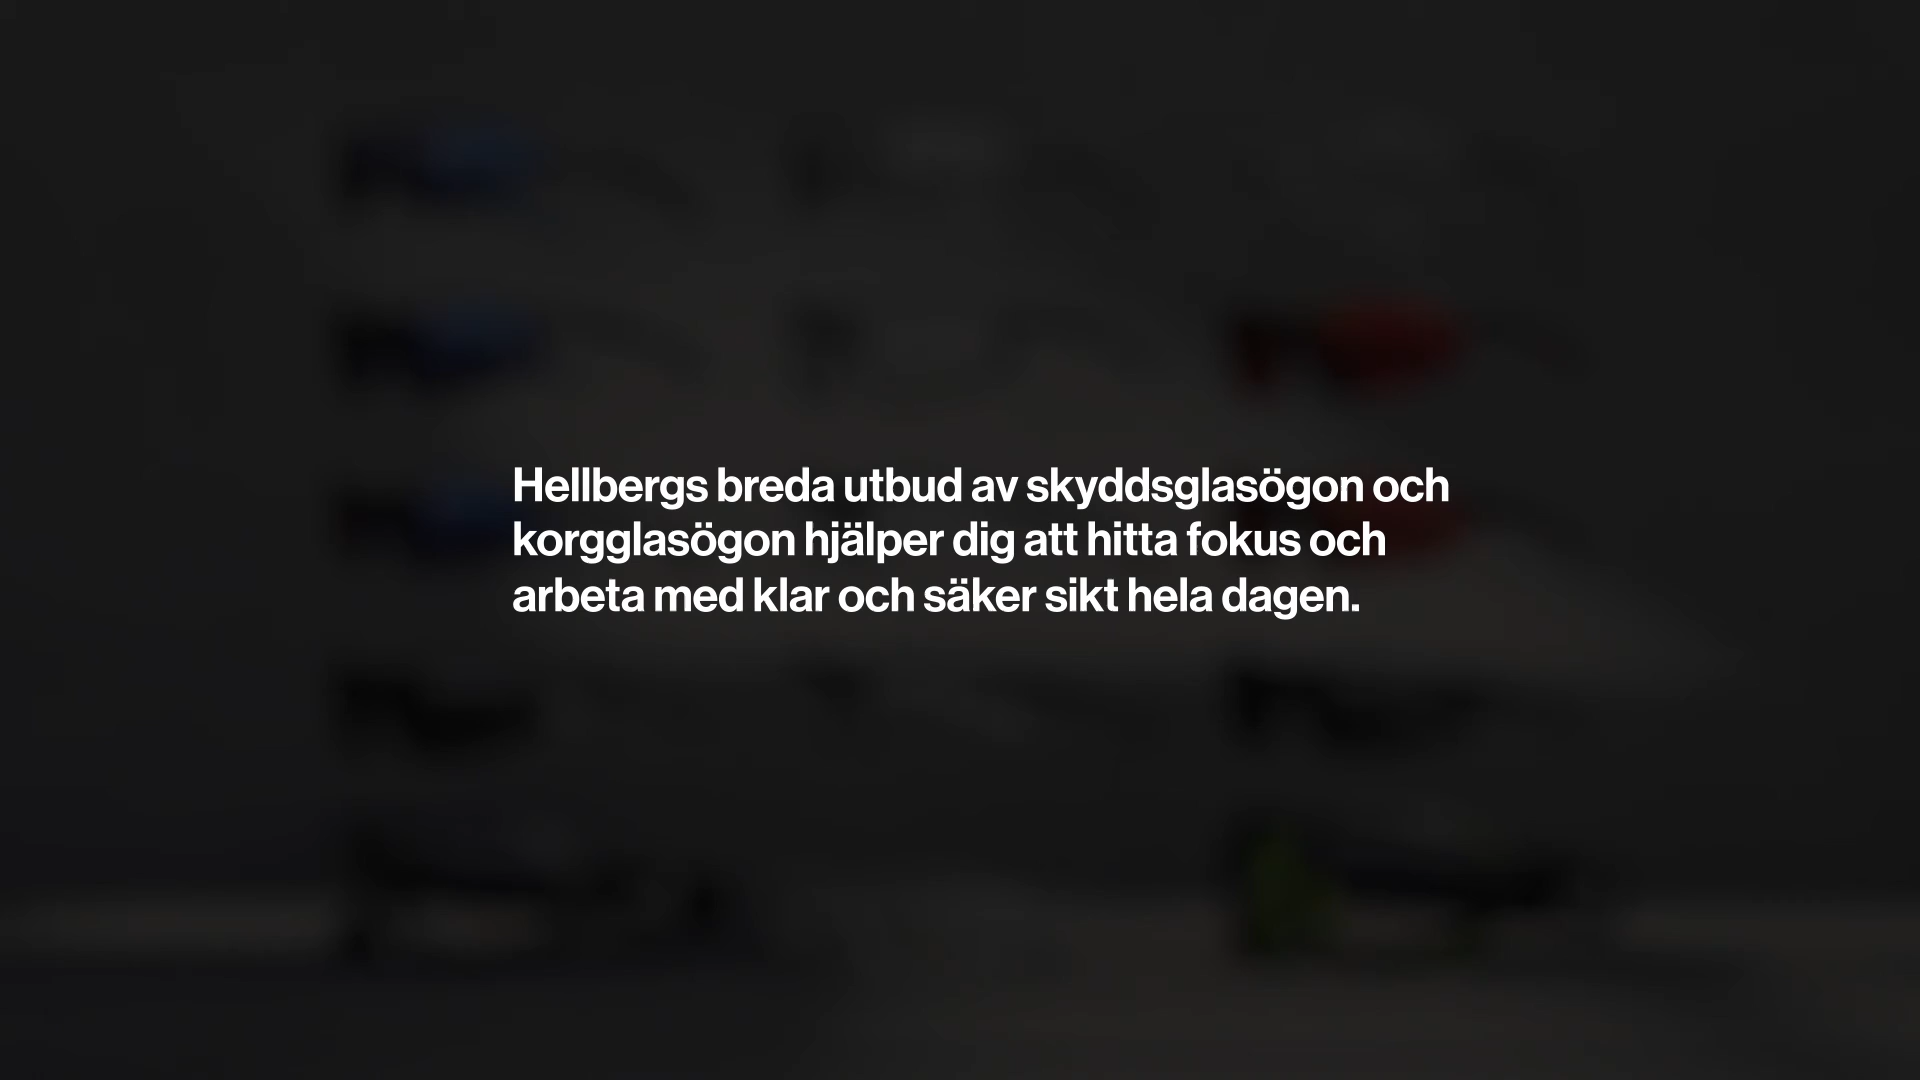 Hellbergs breda utbud av skyddsglasögon och
korgglasögon hjälper dig att hitta fokus och
arbeta med klar och säker sikt hela dagen.